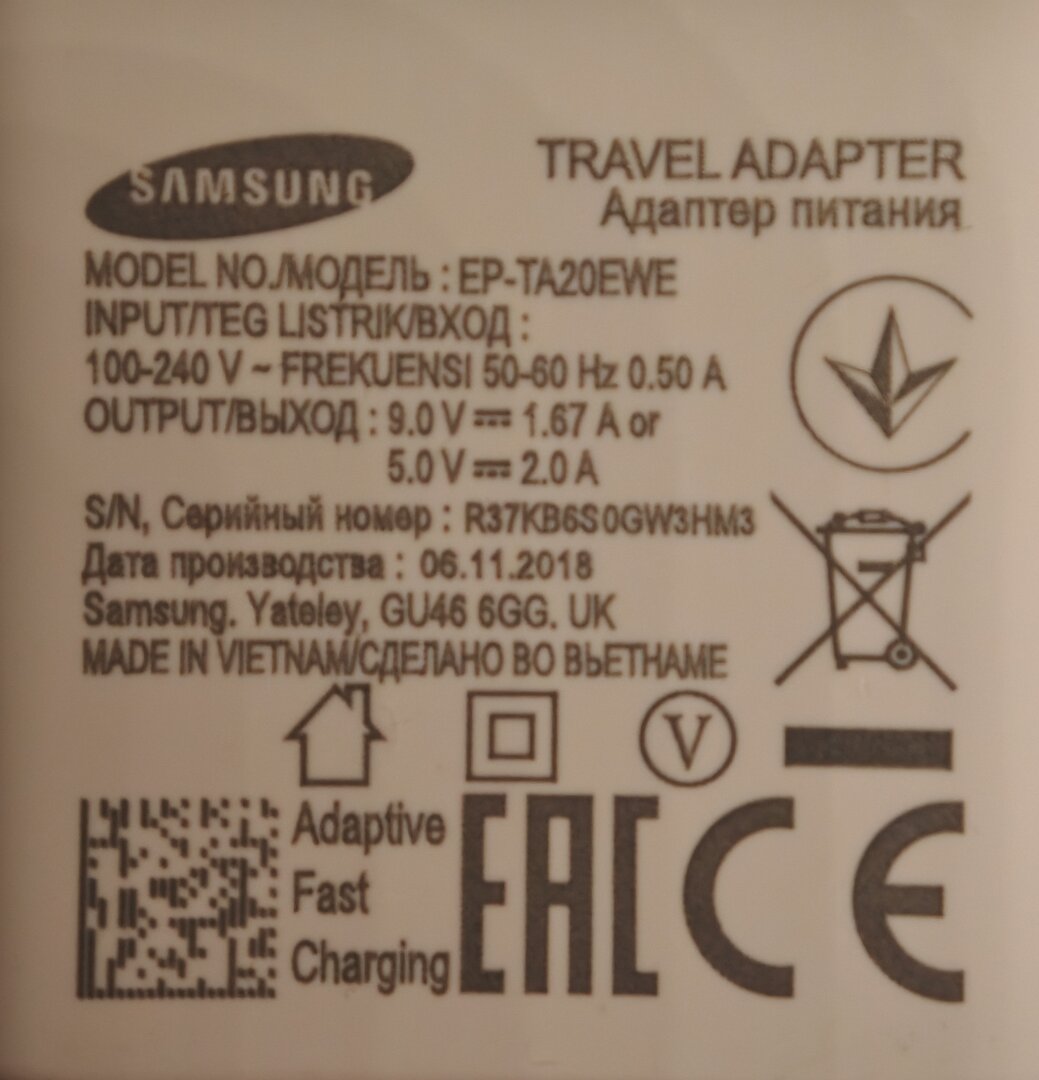 SAMSUNG
TRAVEL ADAPTER
Адаптер питания
MODEL NO./МОДЕЛЬ : EP-TA20EWE
INPUT/TEG LISTRIK/ВХОД :
100-240 V ~ FREKUENSI 50-60 Hz 0.50 A
OUTPUT/ВЫХОД : 9.0 V ⎓ 1.67 A or
5.0 V ⎓ 2.0 A
S/N, Серийный номер : R37KB6S0GW3HM3
Дата производства : 06.11.2018
Samsung. Yateley, GU46 6GG. UK
MADE IN VIETNAM/СДЕЛАНО ВО ВЬЕТНАМЕ
V
Adaptive
Fast
Charging
EAC CE